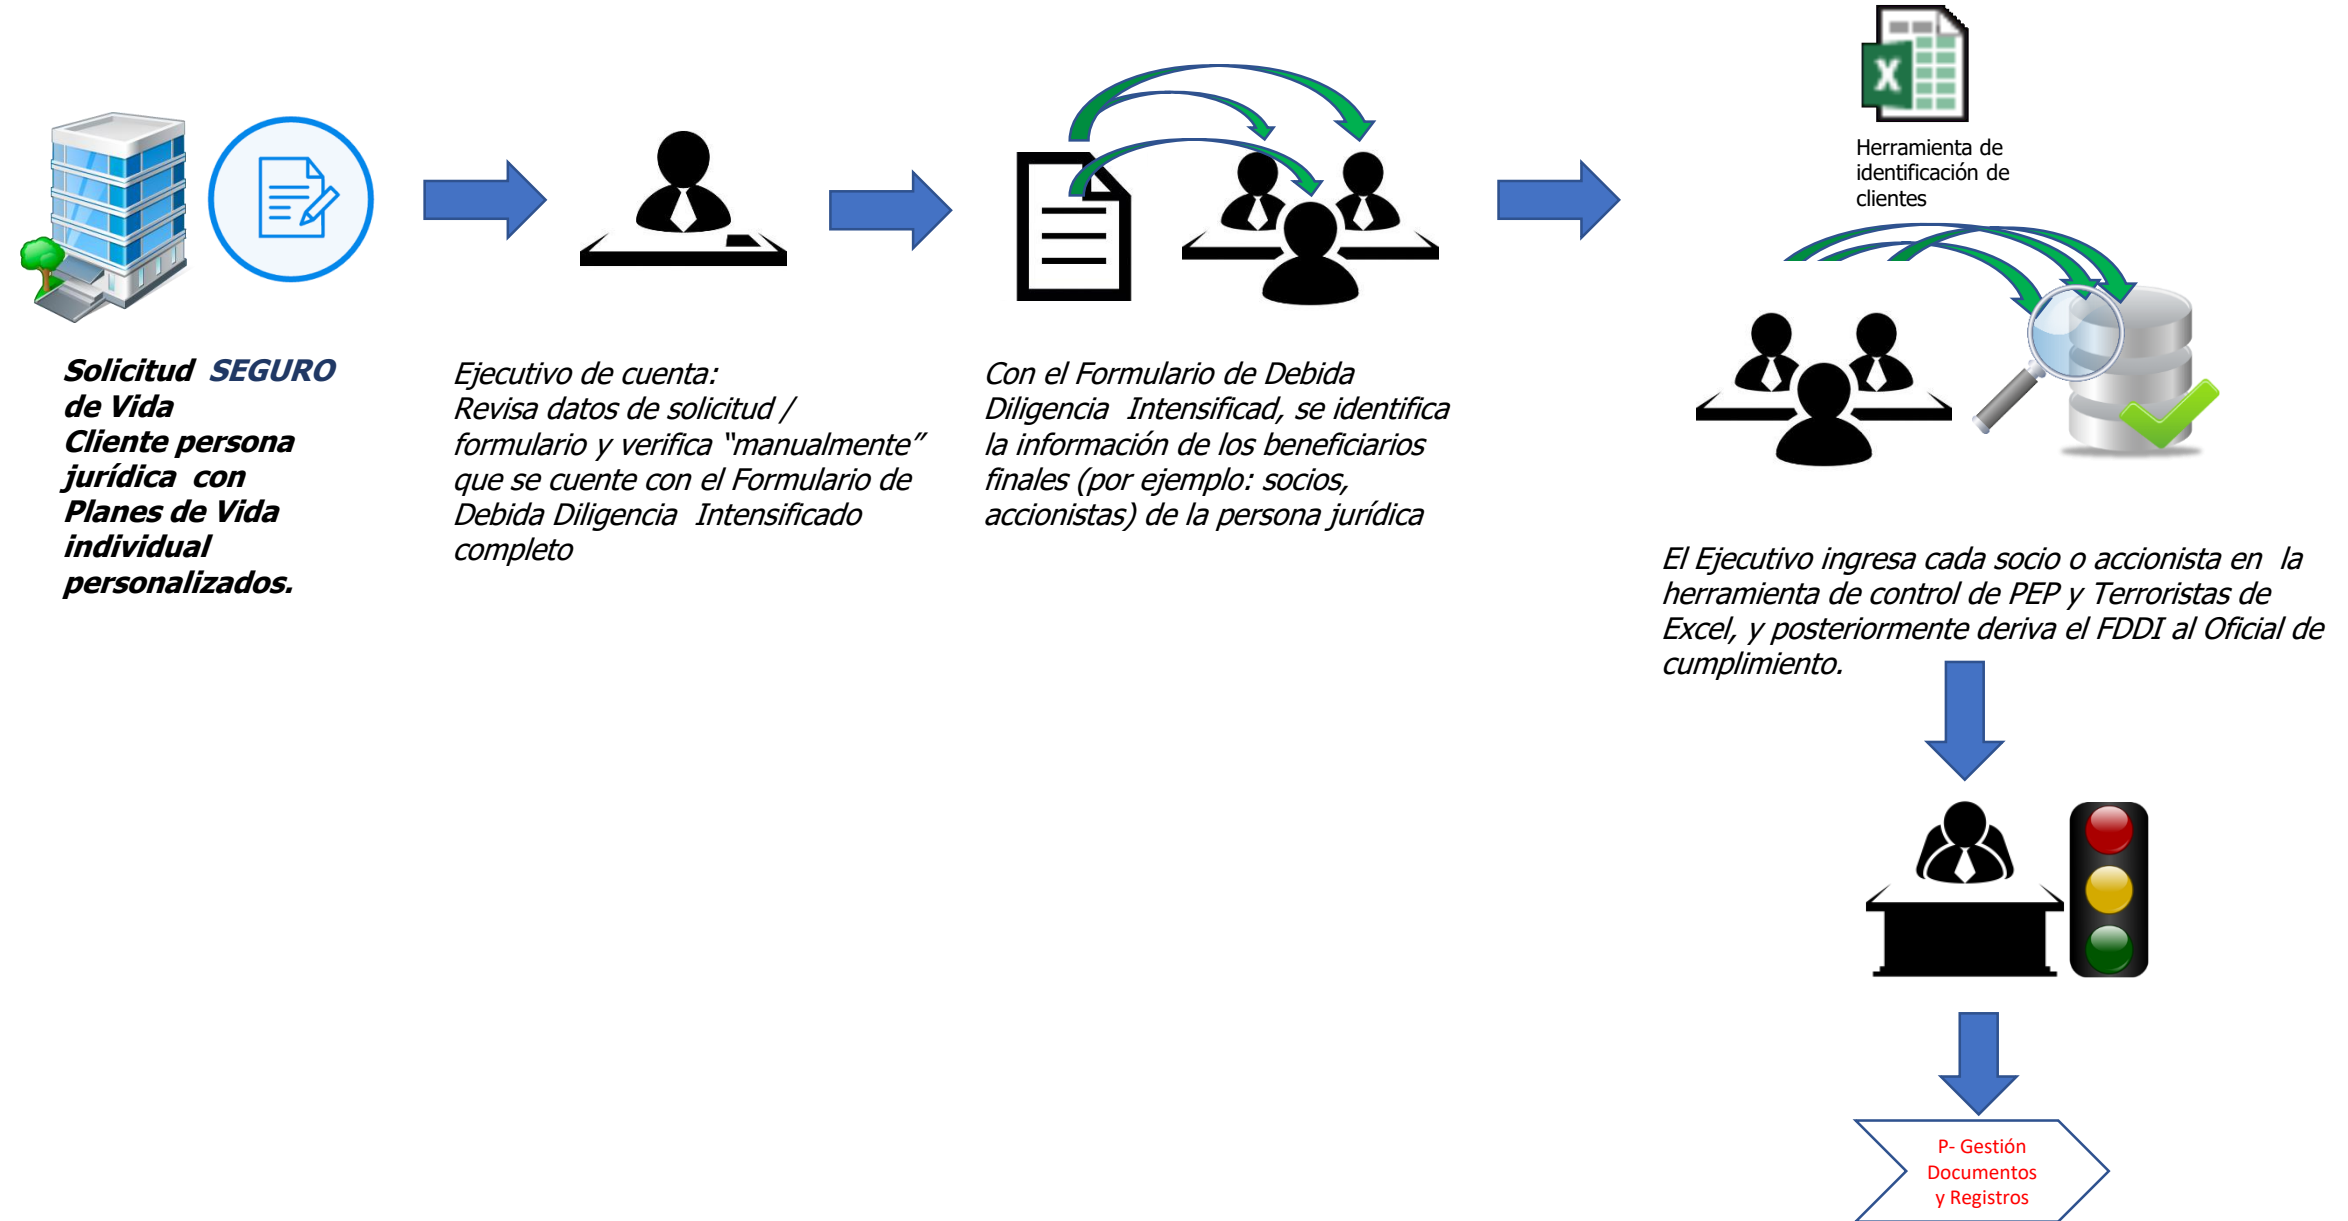 Herramienta de
identificación de
clientes
Solicitud SEGURO
de Vida
Cliente persona
jurídica con
Planes de Vida
individual
personalizados.
Ejecutivo de cuenta:
Revisa datos de solicitud /
formulario y verifica “manualmente”
que se cuente con el Formulario de
Debida Diligencia Intensificado
completo
Con el Formulario de Debida
Diligencia Intensificad, se identifica
la información de los beneficiarios
finales (por ejemplo: socios,
accionistas) de la persona jurídica
El Ejecutivo ingresa cada socio o accionista en la
herramienta de control de PEP y Terroristas de
Excel, y posteriormente deriva el FDDI al Oficial de
cumplimiento.
P- Gestión
Documentos
y Registros